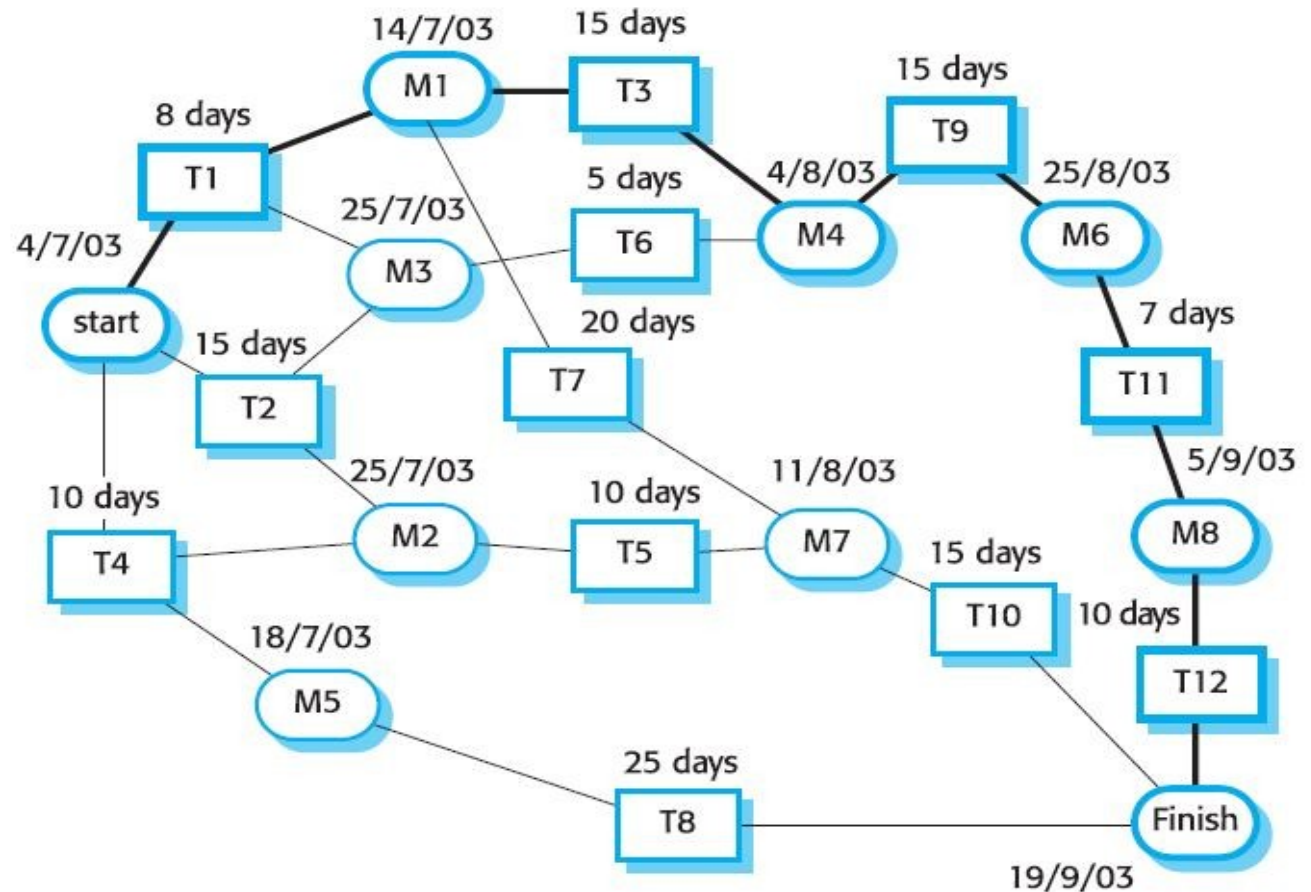 14/7/03
15 days
M1
T3
15 days
8 days
T9
T1
5 days
4/8/03
25/8/03
25/7/03
4/7/03
T6
M4
M6
M3
start
15 days
20 days
7 days
T7
T11
T2
25/7/03
11/8/03
5/9/03
10 days
10 days
M2
M7
M8
T4
T5
15 days
T10
10 days
18/7/03
M5
T12
25 days
T8
Finish
19/9/03